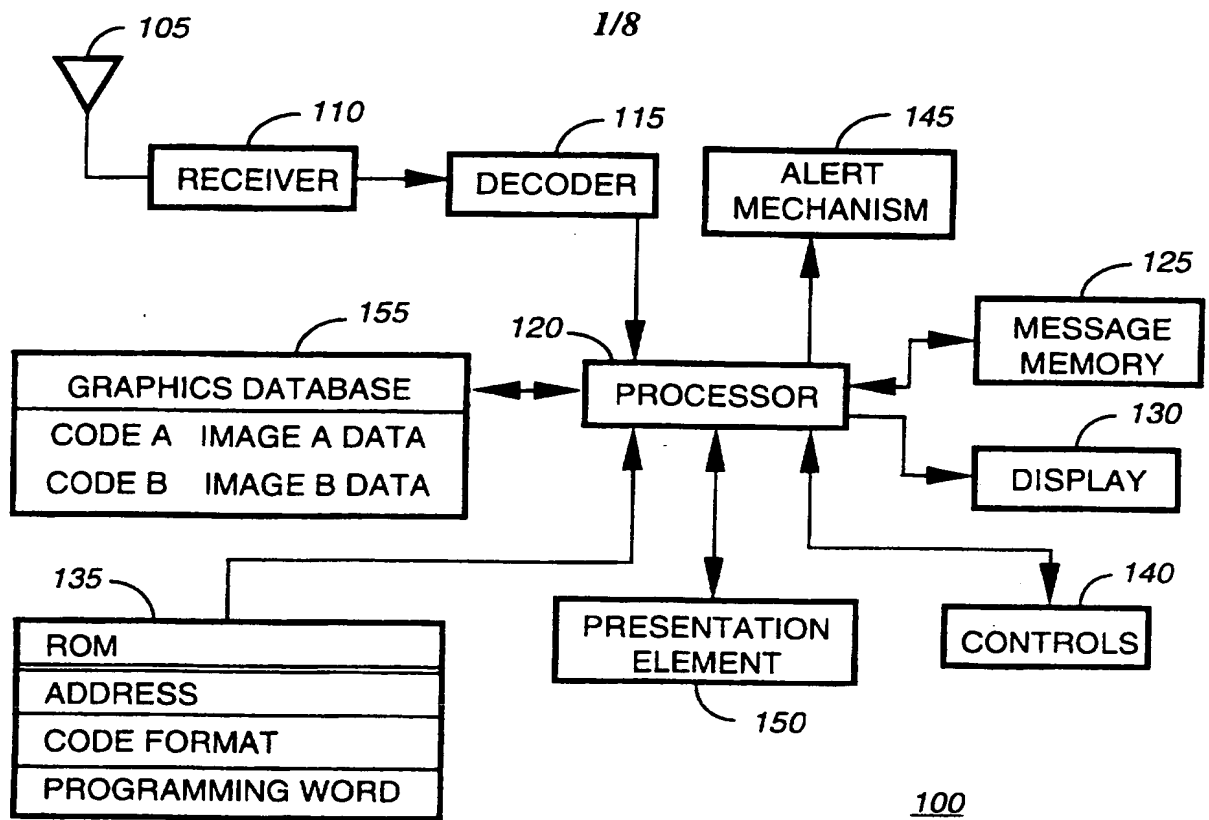 1/8
105
110
RECEIVER
115
DECODER
145
ALERT
MECHANISM
125
MESSAGE
MEMORY
155
GRAPHICS DATABASE
CODE A IMAGE A DATA
CODE B IMAGE B DATA
120
PROCESSOR
130
DISPLAY
135
ROM
ADDRESS
CODE FORMAT
PROGRAMMING WORD
PRESENTATION
ELEMENT
150
140
CONTROLS
100